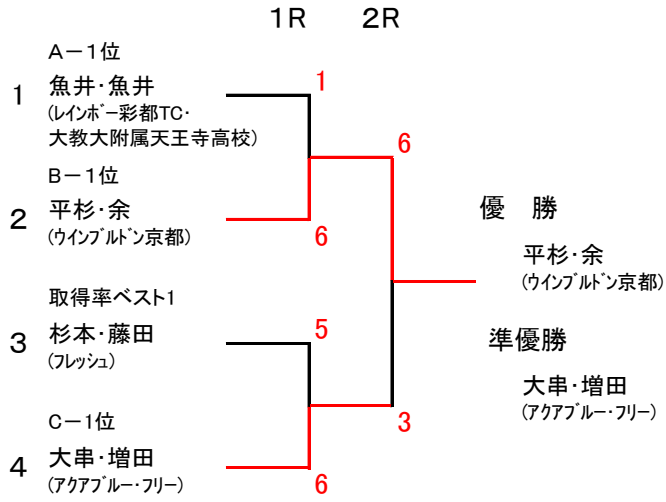 1R 2R
A-1位
1 魚井・魚井
(レインボー彩都TC・
大教大附属天王寺高校)
1
6
B-1位
2 平杉・余
(ウインブルドン京都)
6
優 勝
平杉・余
(ウインブルドン京都)
取得率ベスト1
3 杉本・藤田
(フレッシュ)
5
準優勝
大串・増田
(アクアブルー・フリー)
3
C-1位
4 大串・増田
(アクアブルー・フリー)
6